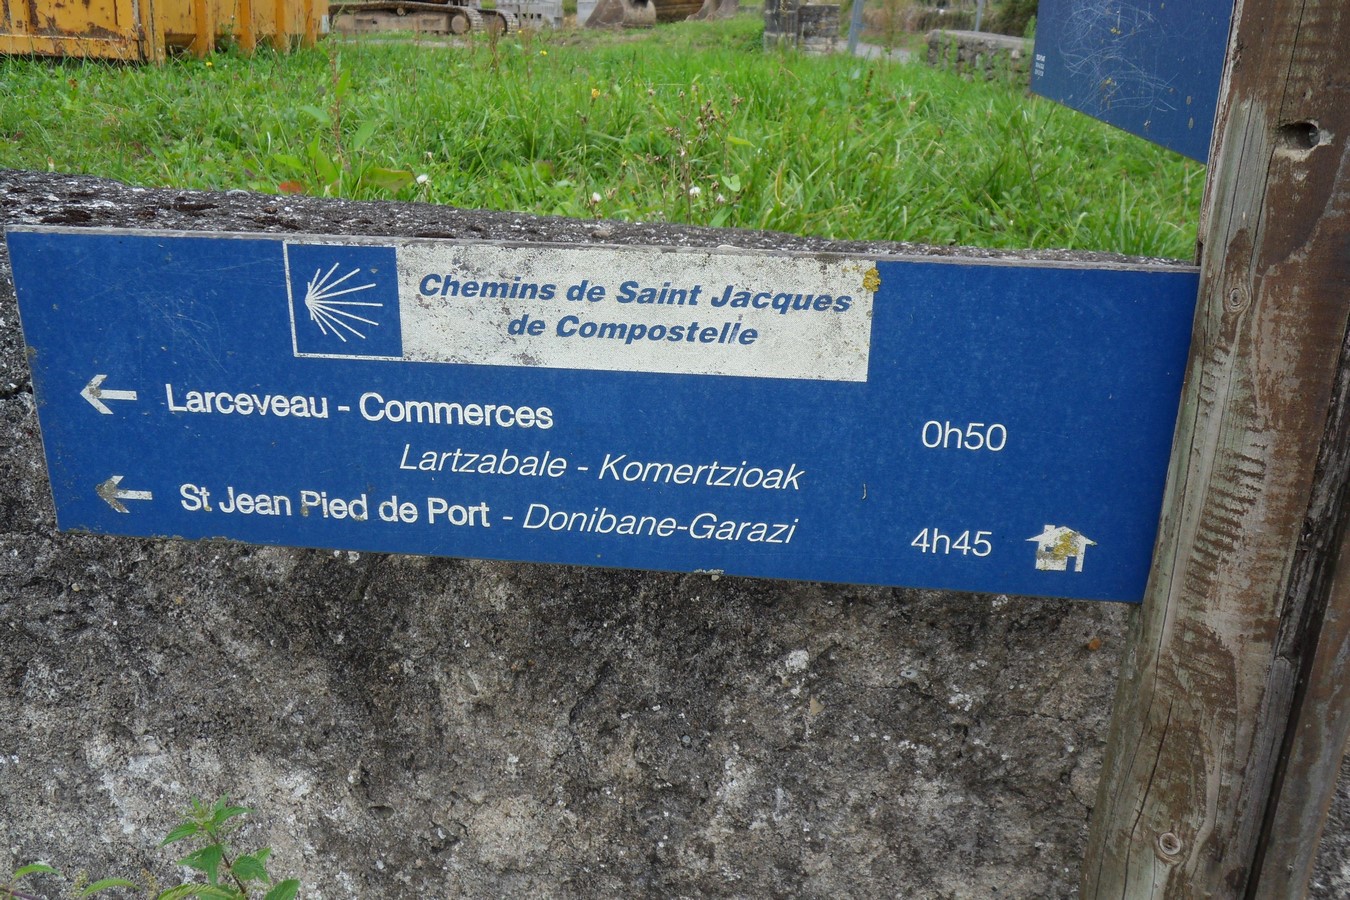 Chemins de Saint Jacques
de Compostelle
Larceveau - Commerces 0h50
Lartzabale - Komertzioak
St Jean Pied de Port - Donibane-Garazi 4h45